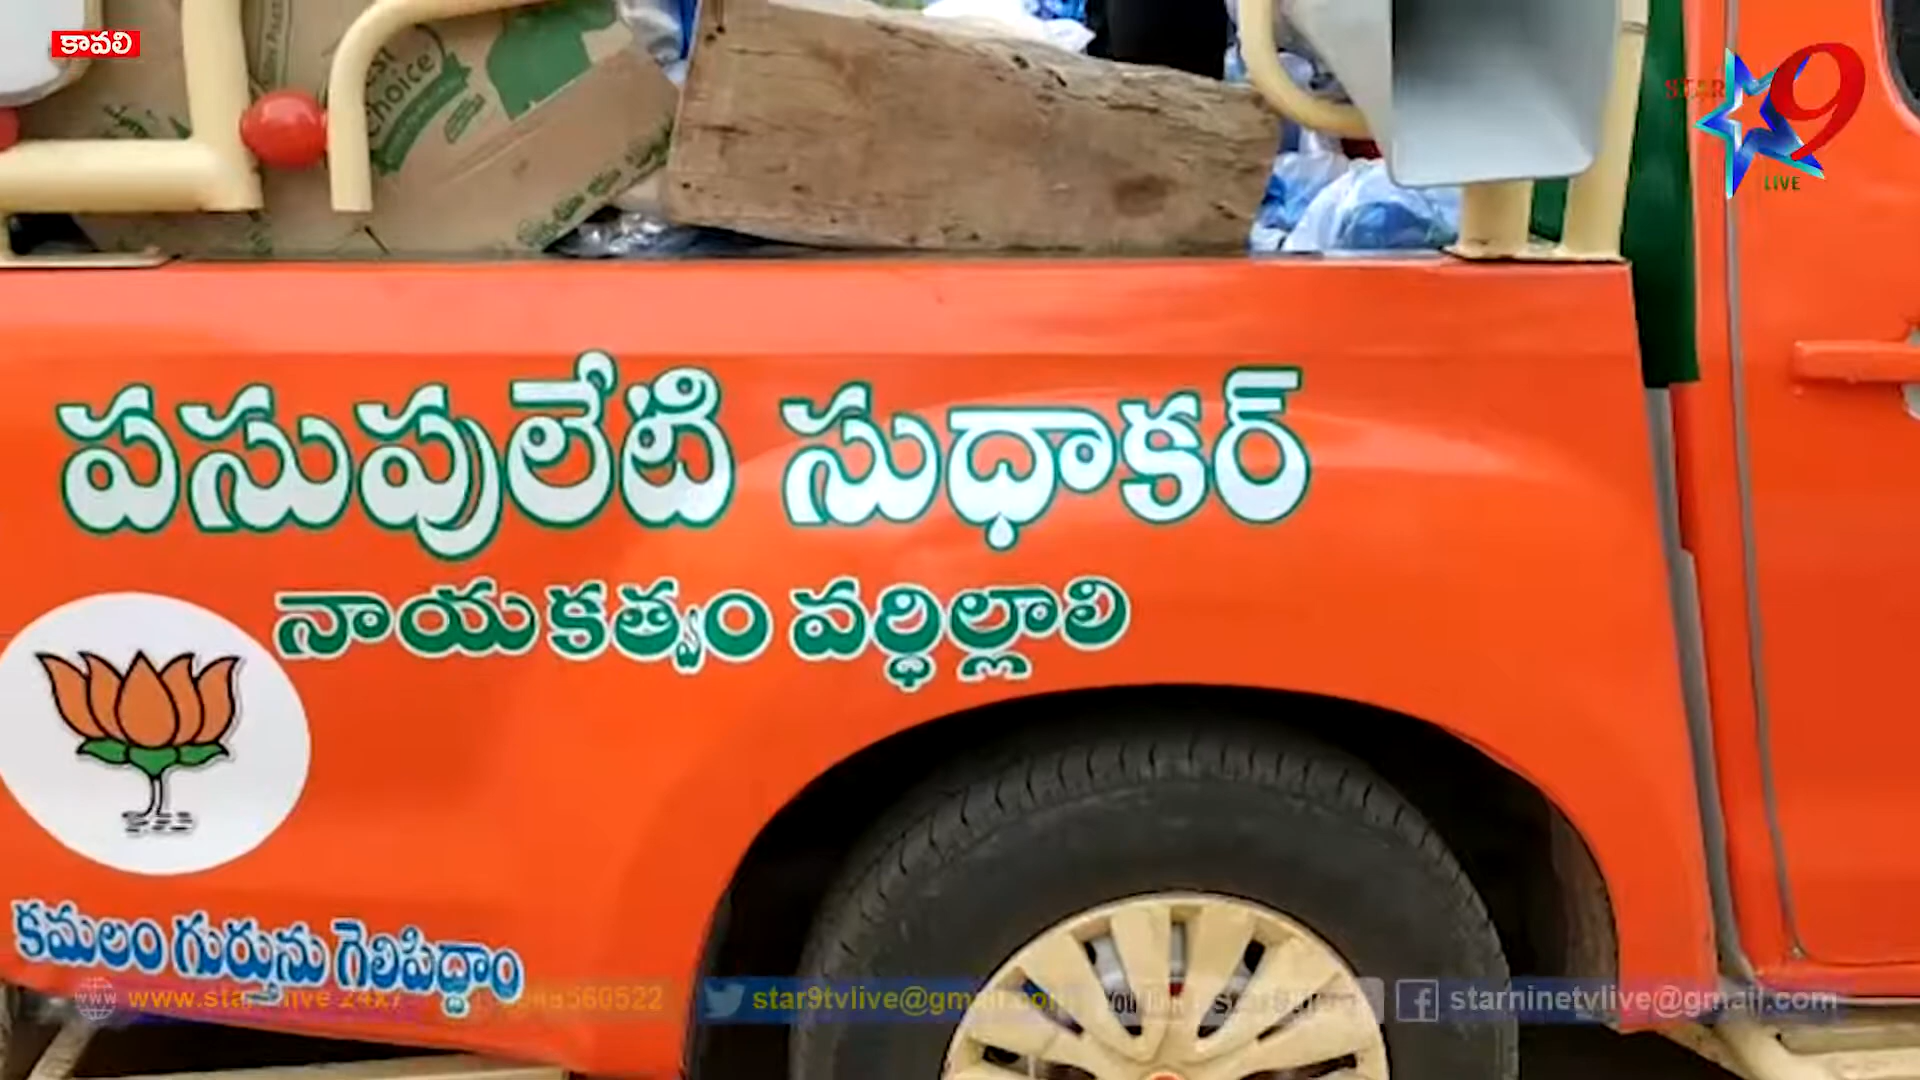 కావలి
choice
STAR 9
LIVE
పసుపులేటి సుధాకర్
నాయకత్వం వర్ధిల్లాలి
కమలం గుర్తును గెలిపిద్దాం
star9tvlive@gmail.com
starninetvlive@gmail.com